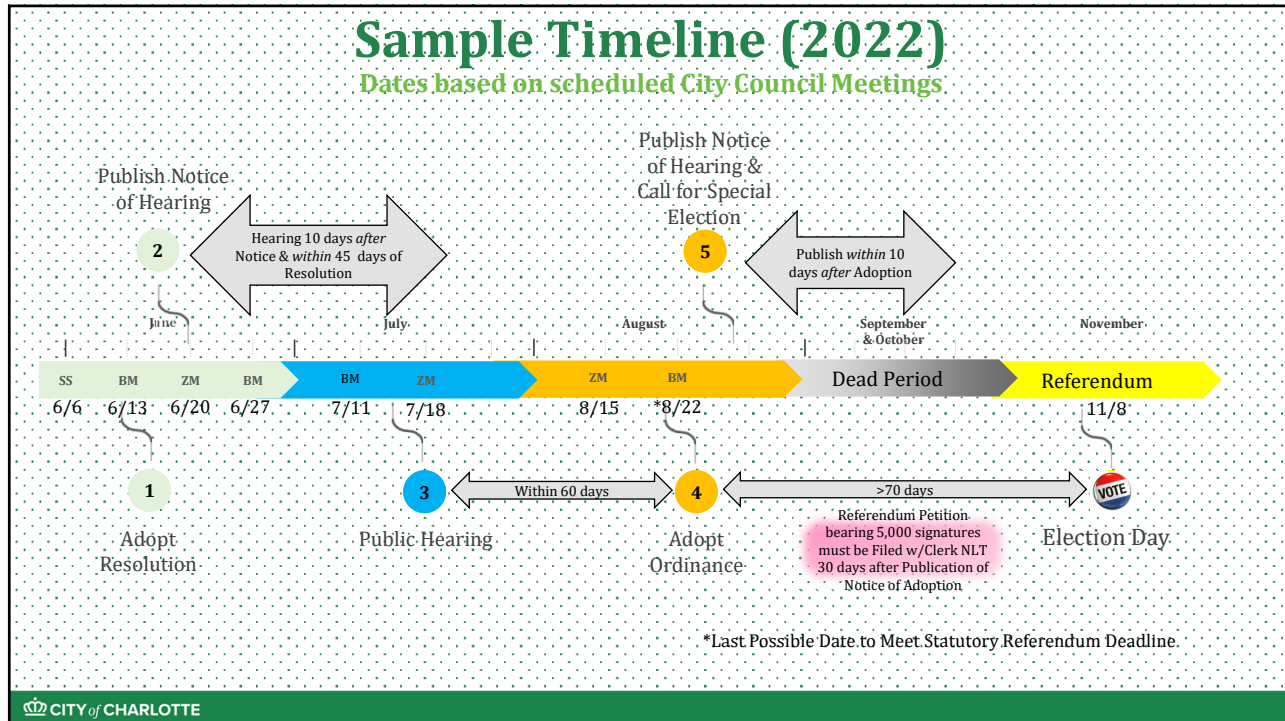 Sample Timeline (2022)
Dates based on scheduled City Council Meetings
Publish Notice
of Hearing
2
Hearing 10 days after
Notice & within 45 days of
Resolution
Publish Notice
of Hearing &
Call for Special
Election
5
Publish within 10
days after Adoption
June
July
August
September
& October
November
SS
BM
ZM
BM
BM
ZM
ZM
BM
Dead Period
Referendum
6/6
6/13
6/20
6/27
7/11
7/18
8/15
*8/22
11/8
1
Adopt
Resolution
3
Public Hearing
Within 60 days
4
Adopt
Ordinance
>70 days
Referendum Petition
bearing 5,000 signatures
must be Filed w/Clerk NLT
30 days after Publication of
Notice of Adoption
VOTE
Election Day
*Last Possible Date to Meet Statutory Referendum Deadline
CITY of CHARLOTTE